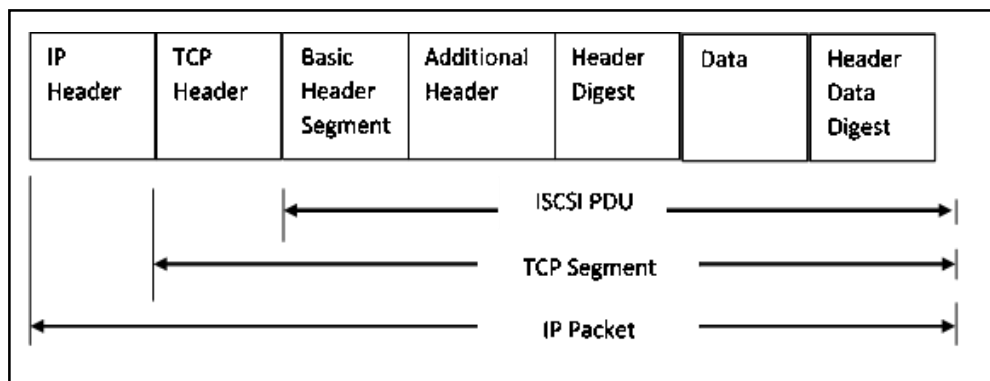 IP Header
TCP Header
Basic Header Segment
Additional Header
Header Digest
Data
Header Data Digest
ISCSI PDU
TCP Segment
IP Packet